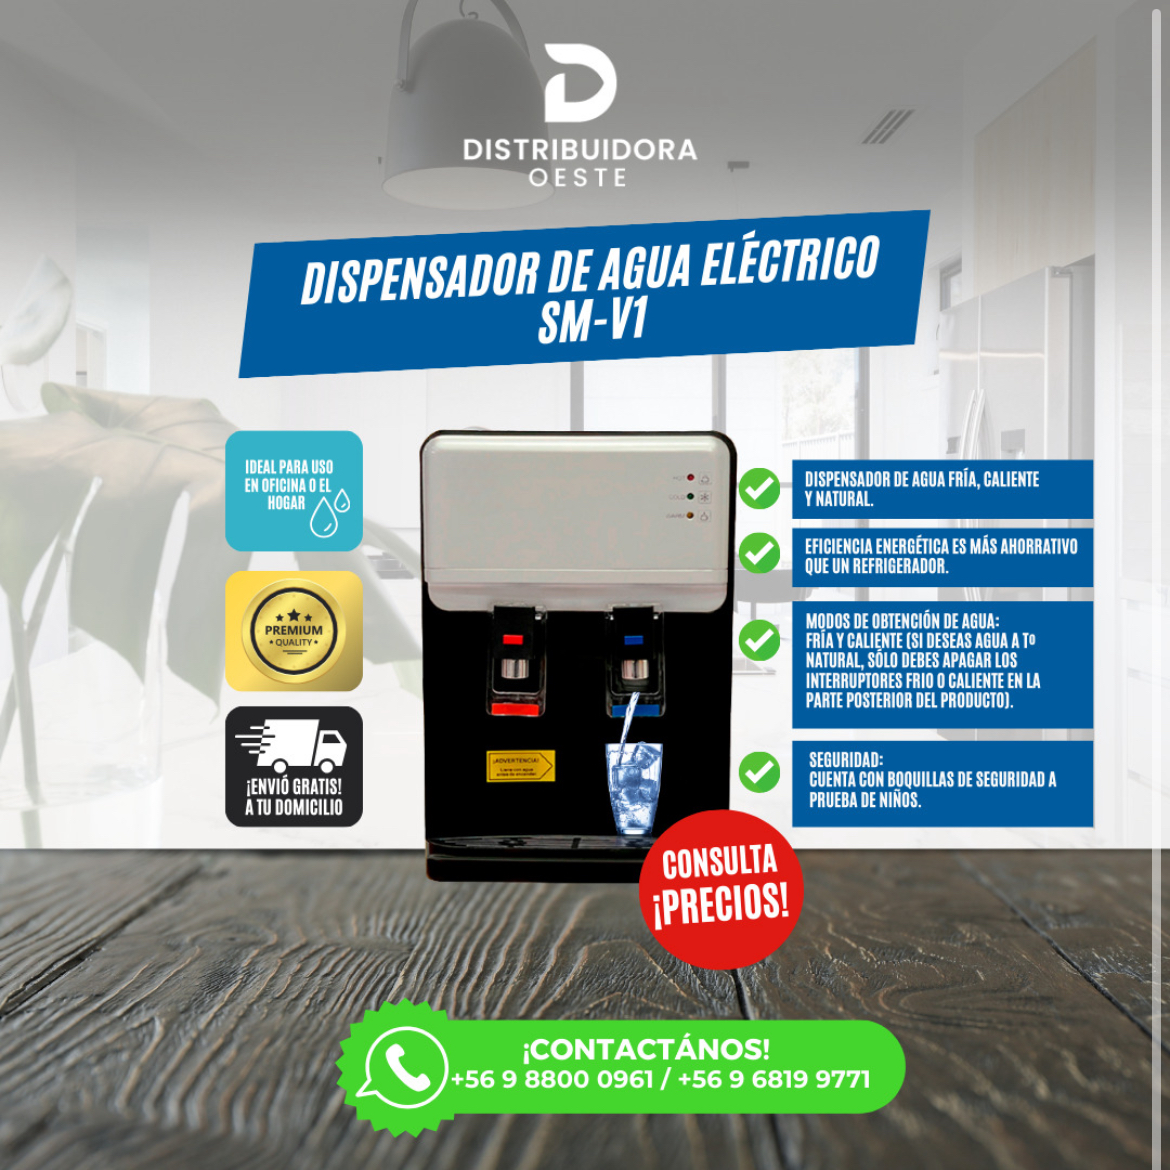 DISTRIBUIDORA
OESTE
DISPENSADOR DE AGUA ELÉCTRICO
SM-V1
IDEAL PARA USO
EN OFICINA O EL
HOGAR
PREMIUM
QUALITY
¡ENVIÓ GRATIS!
A TU DOMICILIO
HOT
COLD
¡ADVERTENCIA!
DISPENSADOR DE AGUA FRÍA, CALIENTE
Y NATURAL.
EFICIENCIA ENERGÉTICA ES MÁS AHORRATIVO
QUE UN REFRIGERADOR.
MODOS DE OBTENCIÓN DE AGUA:
FRÍA Y CALIENTE (SI DESEAS AGUA A Tº
NATURAL, SÓLO DEBES APAGAR LOS
INTERRUPTORES FRIO O CALIENTE EN LA
PARTE POSTERIOR DEL PRODUCTO).
SEGURIDAD:
CUENTA CON BOQUILLAS DE SEGURIDAD A
PRUEBA DE NIÑOS.
CONSULTA
¡PRECIOS!
¡CONTACTÁNOS!
+56 9 8800 0961 / +56 9 6819 9771